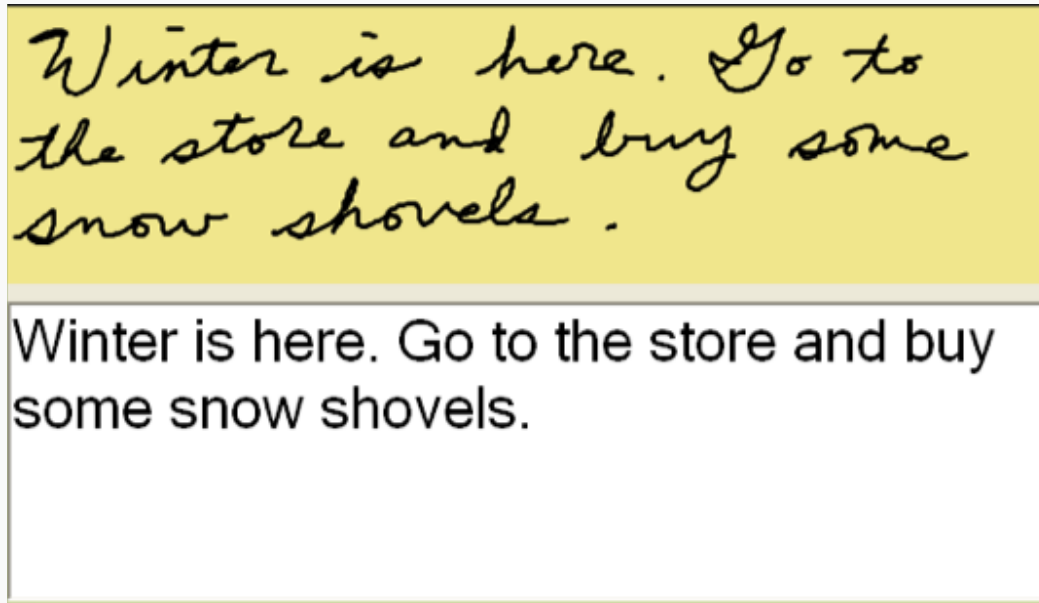 Winter is here. Go to
the store and buy some
snow shovels.
Winter is here. Go to the store and buy
some snow shovels.